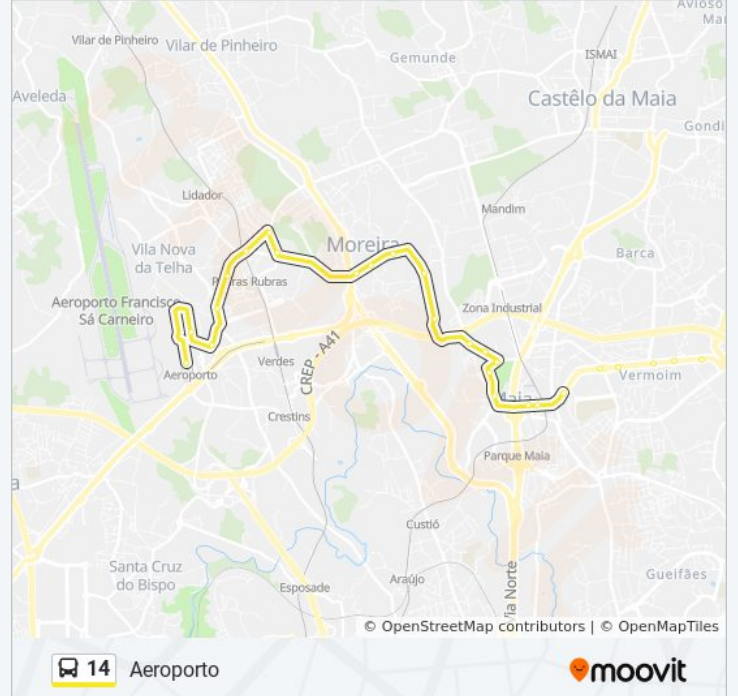 Avioso
Vilar de Pinheiro
Vilar de Pinheiro
Gemunde
ISMAI
Aveleda
Castêlo da Maia
Gondi
Lidador
Mandim
Moreira
Vila Nova
da Telha
Barca
Rubras
Aeroporto Francisco
Sá Carneiro
Zona Industrial
CREP - A41
Verdes
Aeroporto
Vermoim
Maia
Crestins
Parque Maia
Custió
Santa Cruz
do Bispo
Esposade
Araújo
Via Norte
Gueifães
© OpenStreetMap contributors | © OpenMapTiles
14 Aeroporto
moovit